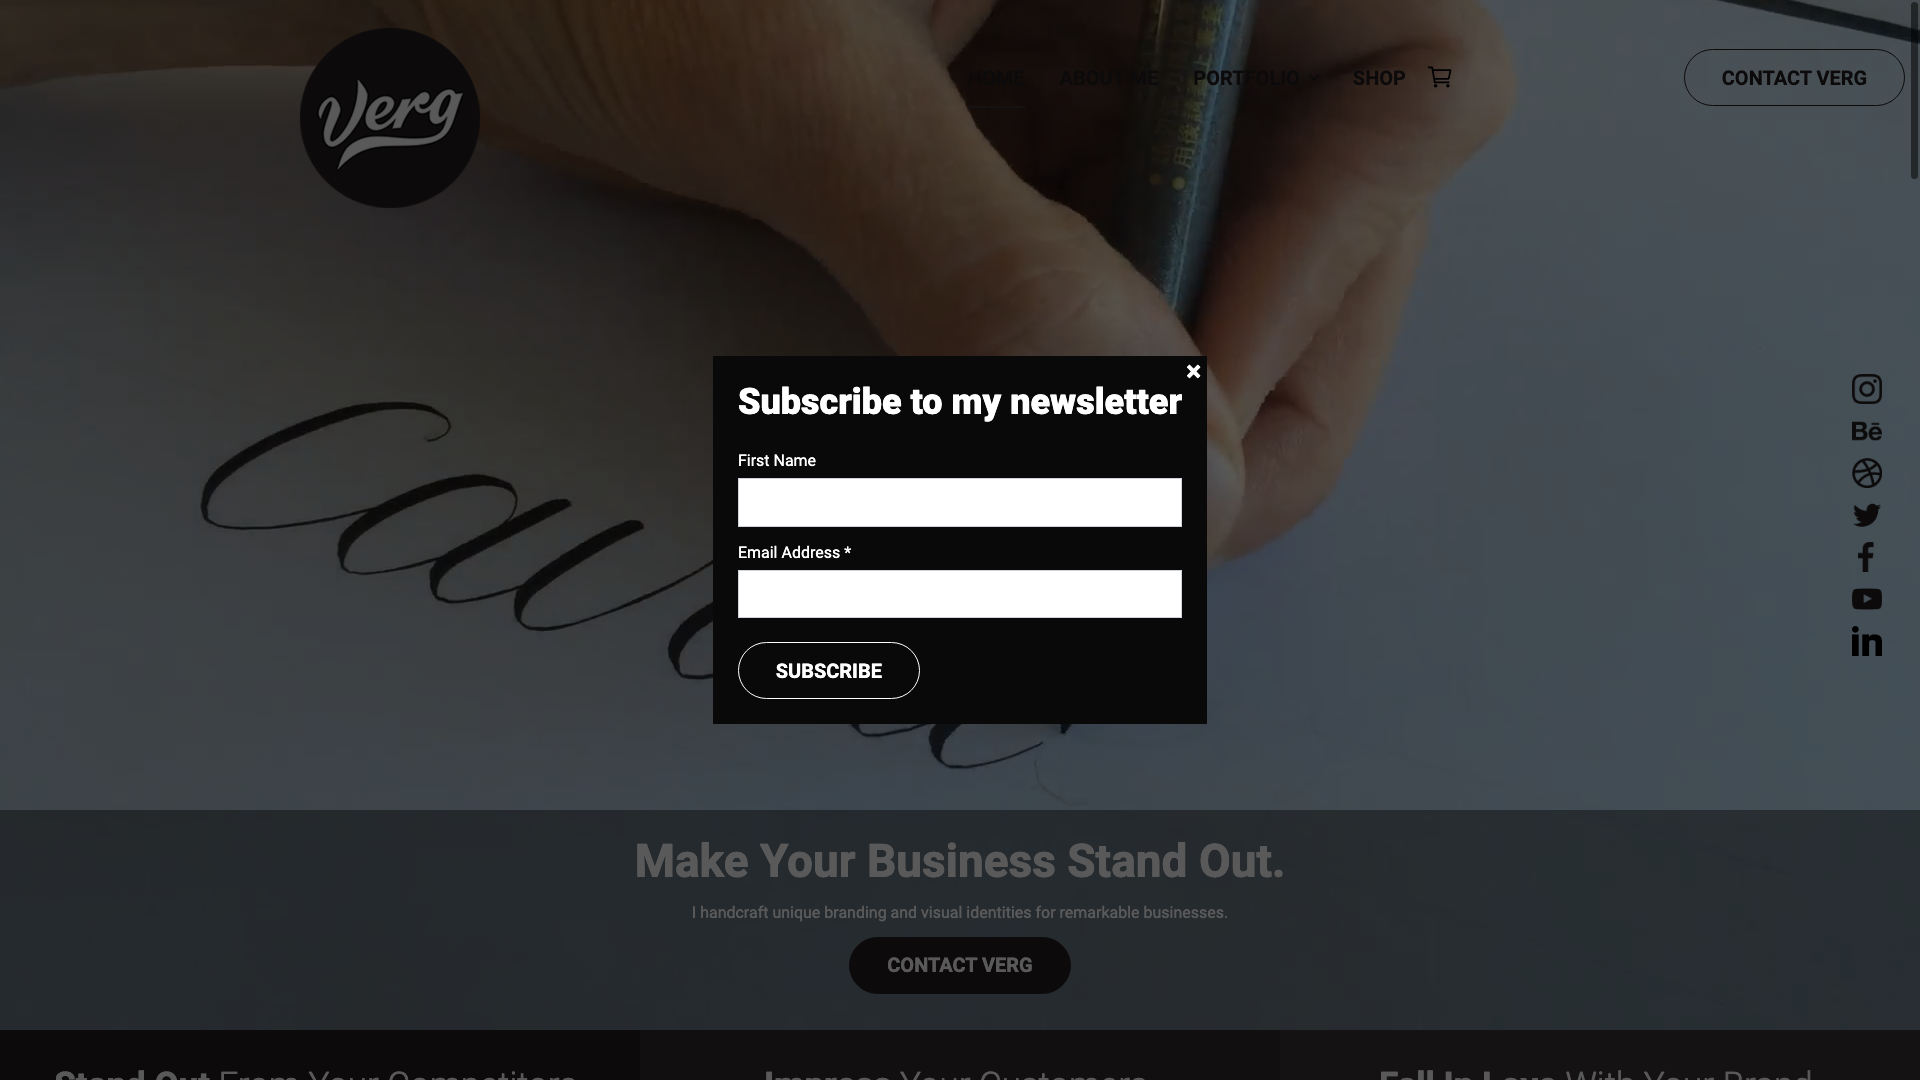 Verg
HOME
ABOUT ME
PORTFOLIO
SHOP
CONTACT VERG
Subscribe to my newsletter
First Name
Email Address *
SUBSCRIBE
Bē
in
Make Your Business Stand Out.
I handcraft unique branding and visual identities for remarkable businesses.
CONTACT VERG
Stand Out From Your Competitors
Impress Your Customers
Fall In Love With Your Brand